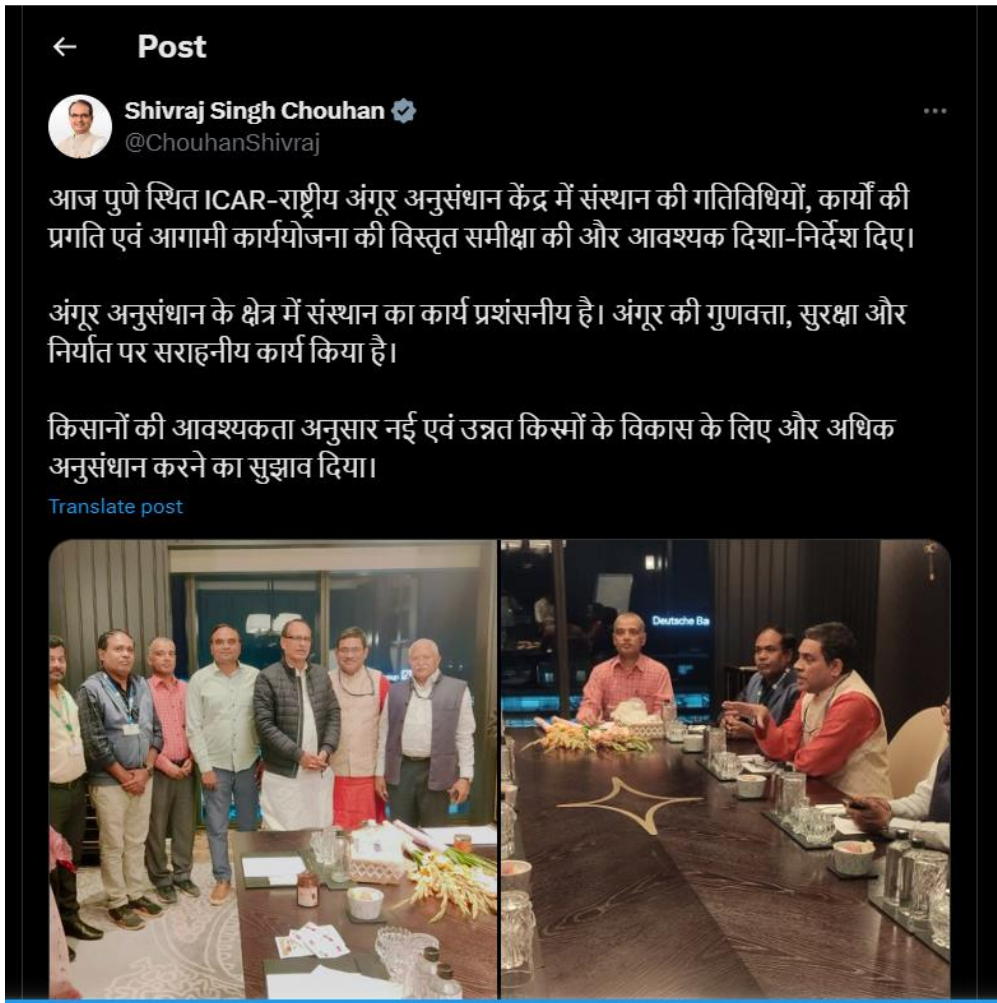 Post
Shivraj Singh Chouhan
@ChouhanShivraj
आज पुणे स्थित ICAR-राष्ट्रीय अंगूर अनुसंधान केंद्र में संस्थान की गतिविधियों, कार्यों की
प्रगति एवं आगामी कार्ययोजना की विस्तृत समीक्षा की और आवश्यक दिशा-निर्देश दिए।
अंगूर अनुसंधान के क्षेत्र में संस्थान का कार्य प्रशंसनीय है। अंगूर की गुणवत्ता, सुरक्षा और
निर्यात पर सराहनीय कार्य किया है।
किसानों की आवश्यकता अनुसार नई एवं उन्नत किस्मों के विकास के लिए और अधिक
अनुसंधान करने का सुझाव दिया।
Translate post
Deutsche Ba